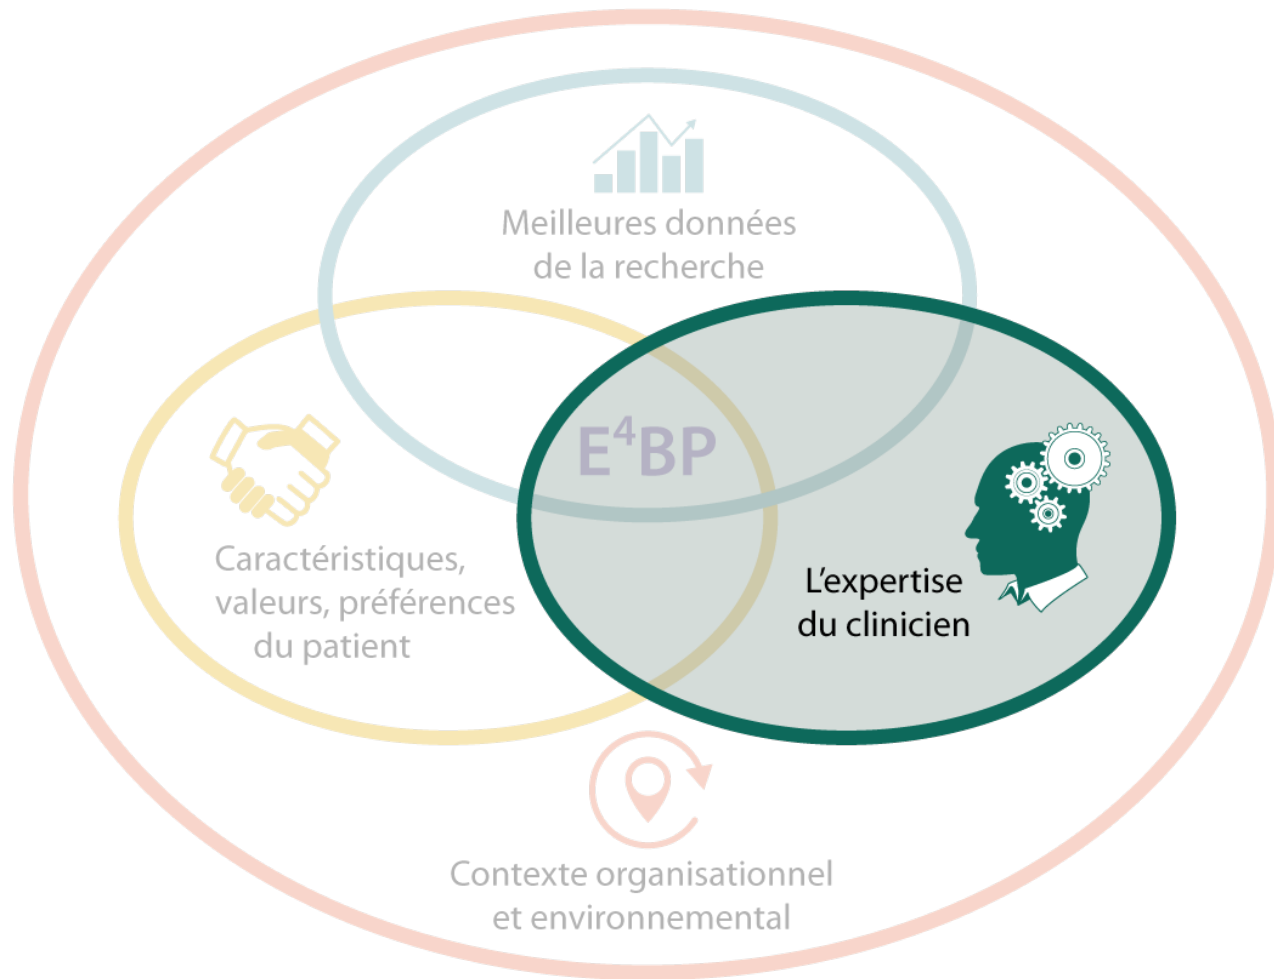 Meilleures données
de la recherche
E⁴BP
Caractéristiques,
valeurs, préférences
du patient
L’expertise
du clinicien
Contexte organisationnel
et environnemental